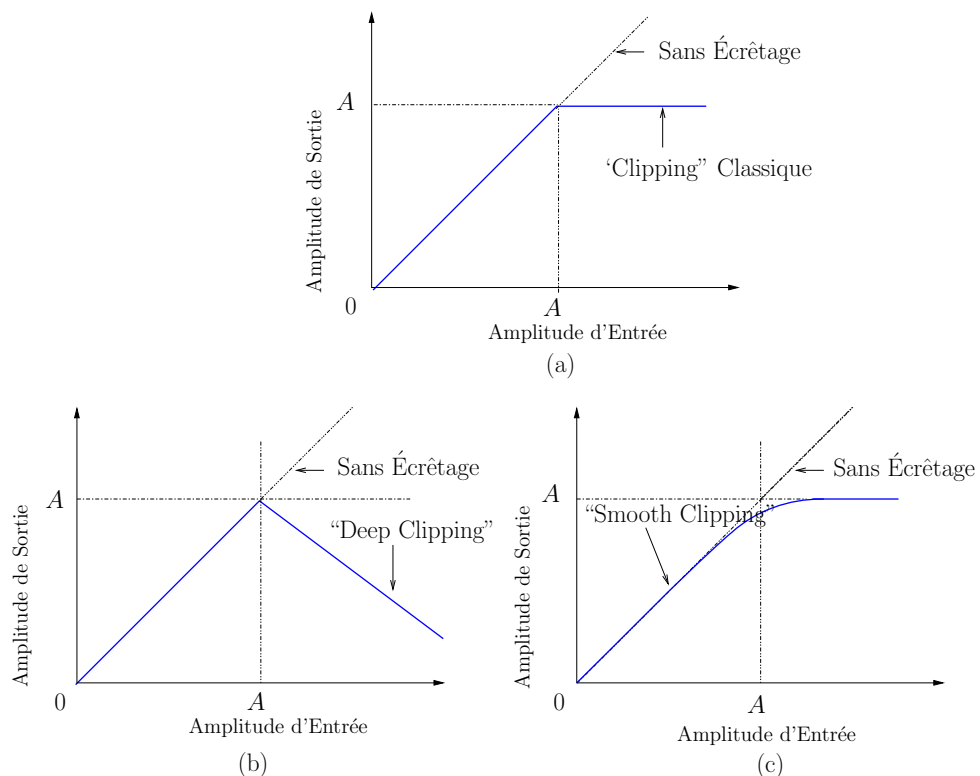 Sans Écrêtage
A
Amplitude de Sortie
‘Clipping” Classique
0
A
Amplitude d'Entrée
(a)
Sans Écrêtage
A
“Deep Clipping”
Amplitude de Sortie
0
A
Amplitude d'Entrée
(b)
Sans Écrêtage
A
“Smooth Clipping”
Amplitude de Sortie
0
A
Amplitude d'Entrée
(c)